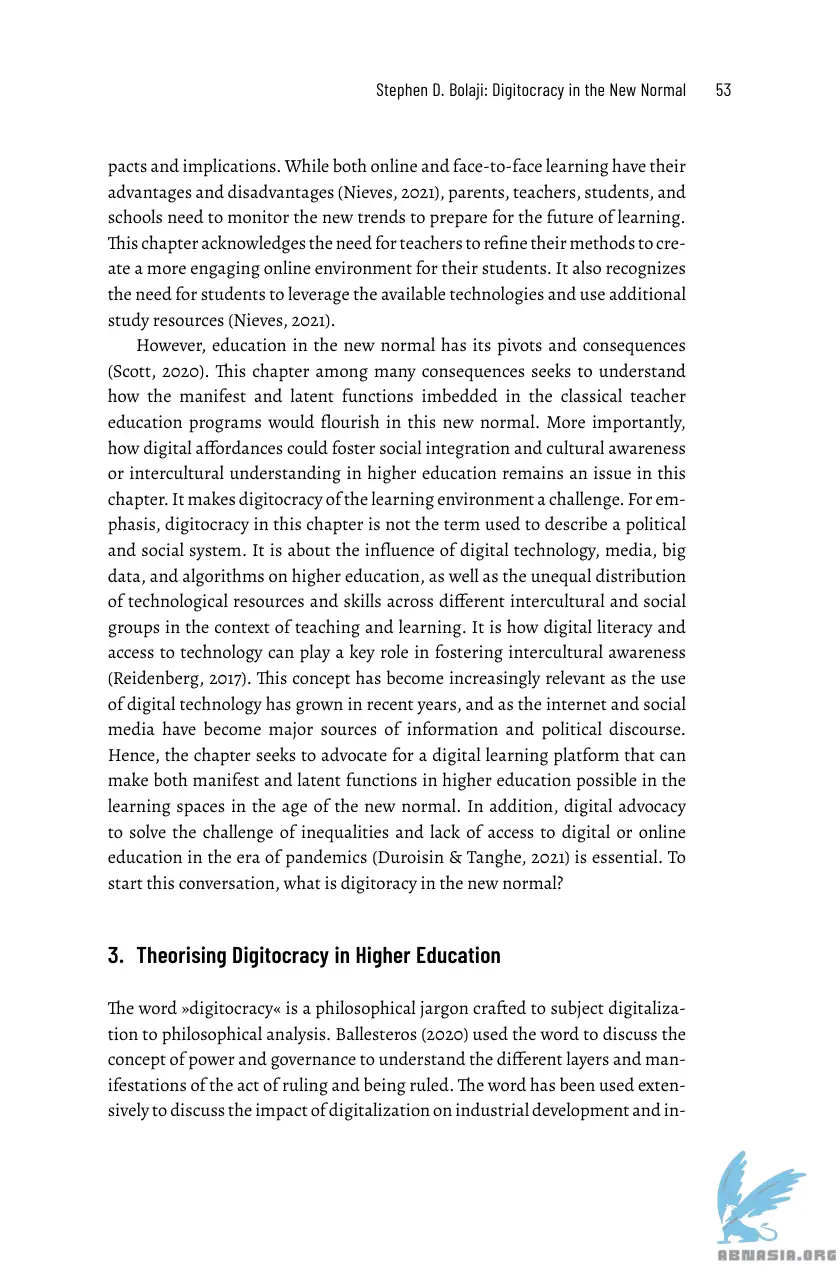 Stephen D. Bolaji: Digitocracy in the New Normal 53
pacts and implications. While both online and face-to-face learning have their
advantages and disadvantages (Nieves, 2021), parents, teachers, students, and
schools need to monitor the new trends to prepare for the future of learning.
This chapter acknowledges the need for teachers to refine their methods to cre-
ate a more engaging online environment for their students. It also recognizes
the need for students to leverage the available technologies and use additional
study resources (Nieves, 2021).
However, education in the new normal has its pivots and consequences
(Scott, 2020). This chapter among many consequences seeks to understand
how the manifest and latent functions imbedded in the classical teacher
education programs would flourish in this new normal. More importantly,
how digital affordances could foster social integration and cultural awareness
or intercultural understanding in higher education remains an issue in this
chapter. It makes digitocracy of the learning environment a challenge. For em-
phasis, digitocracy in this chapter is not the term used to describe a political
and social system. It is about the influence of digital technology, media, big
data, and algorithms on higher education, as well as the unequal distribution
of technological resources and skills across different intercultural and social
groups in the context of teaching and learning. It is how digital literacy and
access to technology can play a key role in fostering intercultural awareness
(Reidenberg, 2017). This concept has become increasingly relevant as the use
of digital technology has grown in recent years, and as the internet and social
media have become major sources of information and political discourse.
Hence, the chapter seeks to advocate for a digital learning platform that can
make both manifest and latent functions in higher education possible in the
learning spaces in the age of the new normal. In addition, digital advocacy
to solve the challenge of inequalities and lack of access to digital or online
education in the era of pandemics (Duroisin & Tanghe, 2021) is essential. To
start this conversation, what is digitoracy in the new normal?
3. Theorising Digitocracy in Higher Education
The word »digitocracy« is a philosophical jargon crafted to subject digitaliza-
tion to philosophical analysis. Ballesteros (2020) used the word to discuss the
concept of power and governance to understand the different layers and man-
ifestations of the act of ruling and being ruled. The word has been used exten-
sively to discuss the impact of digitalization on industrial development and in-
ABNASIA.ORG